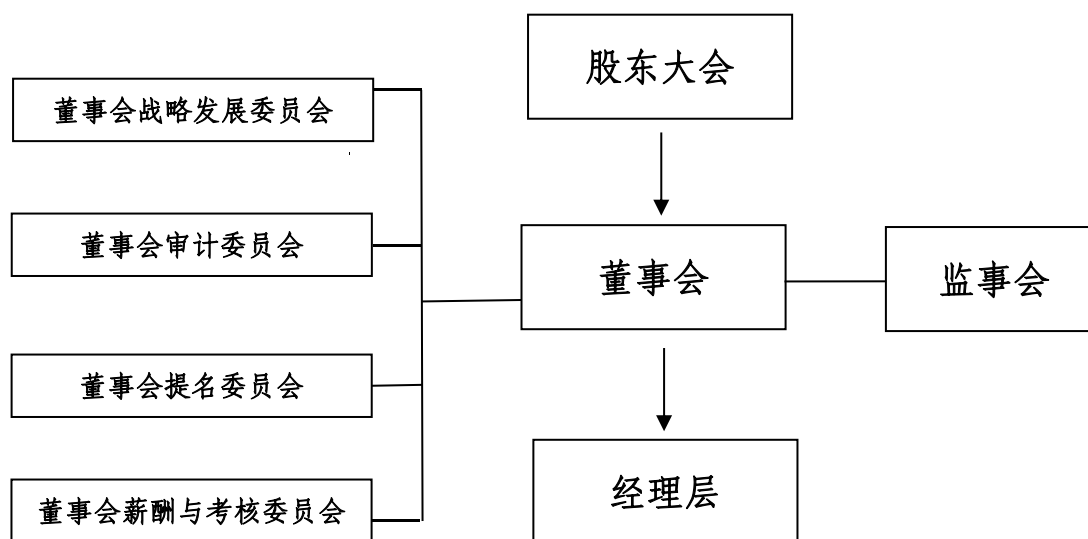 股东大会
董事会战略发展委员会
董事会审计委员会
董事会
监事会
董事会提名委员会
经理层
董事会薪酬与考核委员会